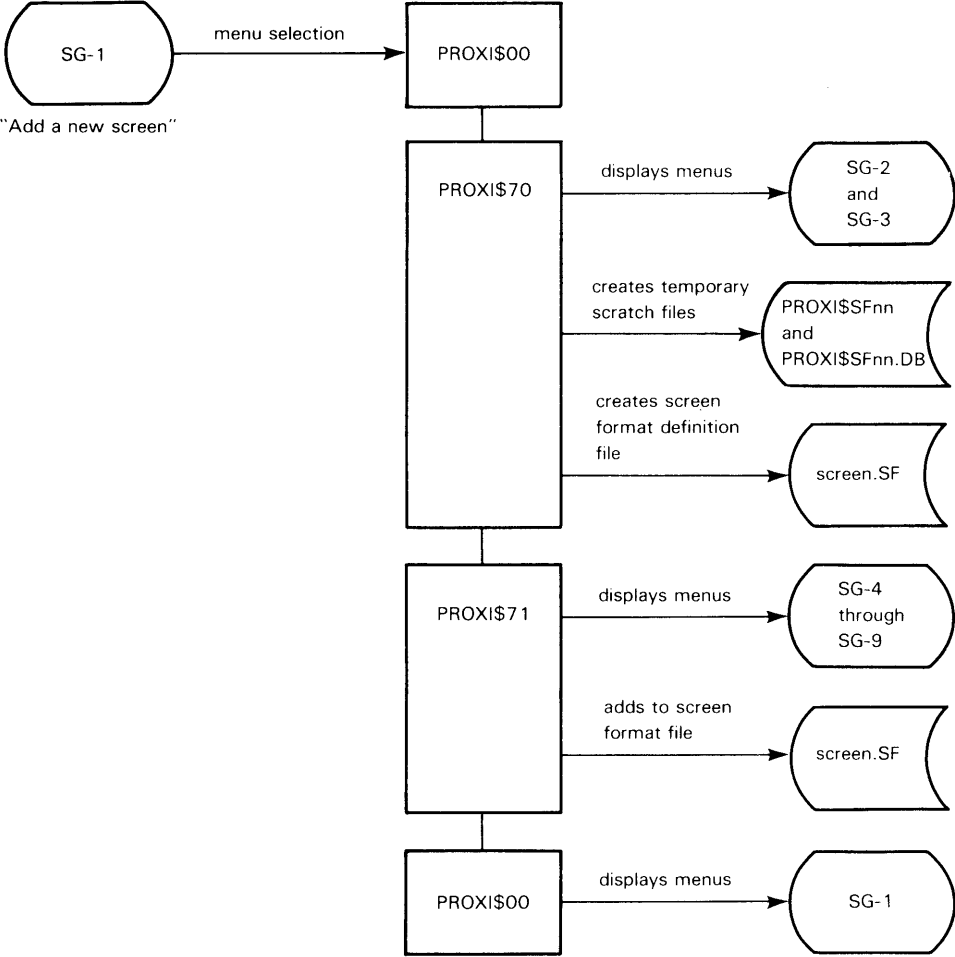 SG-1
menu selection
PROXI$00
"Add a new screen"
PROXI$70
displays menus
SG-2
and
SG-3
creates temporary
scratch files
PROXI$SFnn
and
PROXI$SFnn.DB
creates screen
format definition
file
screen.SF
PROXI$71
displays menus
SG-4
through
SG-9
adds to screen
format file
screen.SF
PROXI$00
displays menus
SG-1